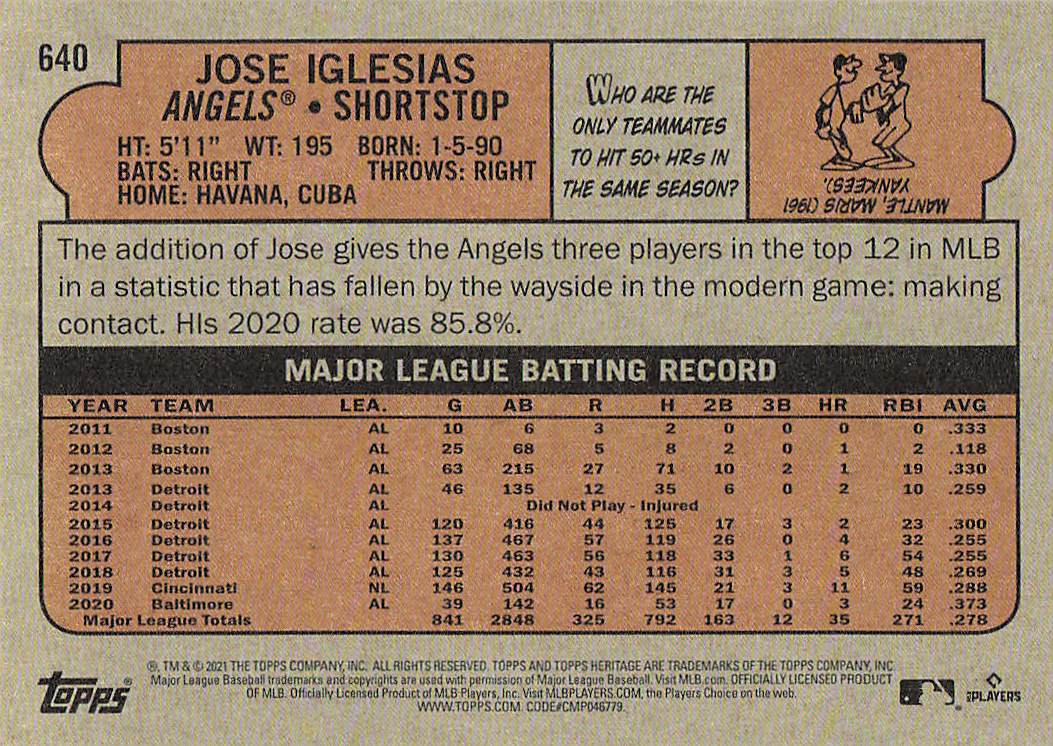 640
JOSE IGLESIAS
ANGELS® • SHORTSTOP
HT: 5'11" WT: 195 BORN: 1-5-90
BATS: RIGHT THROWS: RIGHT
HOME: HAVANA, CUBA
WHO ARE THE
ONLY TEAMMATES
TO HIT 50+ HRs IN
THE SAME SEASON?
MANTLE, MARIS (1961
YANKEES).
The addition of Jose gives the Angels three players in the top 12 in MLB
in a statistic that has fallen by the wayside in the modern game: making
contact. HIs 2020 rate was 85.8%.
MAJOR LEAGUE BATTING RECORD
YEAR TEAM LEA. G AB R H 2B 3B HR RBI AVG
2011 Boston AL 10 6 3 2 0 0 0 0 .333
2012 Boston AL 25 68 5 8 2 0 1 2 .118
2013 Boston AL 63 215 27 71 10 2 1 19 .330
2013 Detroit AL 46 135 12 35 6 0 2 10 .259
2014 Detroit AL Did Not Play - Injured
2015 Detroit AL 120 416 44 125 17 3 2 23 .300
2016 Detroit AL 137 467 57 119 26 0 4 32 .255
2017 Detroit AL 130 463 56 118 33 1 6 54 .255
2018 Detroit AL 125 432 43 116 31 3 5 48 .269
2019 Cincinnati NL 146 504 62 145 21 3 11 59 .288
2020 Baltimore AL 39 142 16 53 17 0 3 24 .373
Major League Totals 841 2848 325 792 163 12 35 271 .278
®, TM & © 2021 THE TOPPS COMPANY, INC. ALL RIGHTS RESERVED. TOPPS AND TOPPS HERITAGE ARE TRADEMARKS OF THE TOPPS COMPANY, INC.
Major League Baseball trademarks and copyrights are used with permission of Major League Baseball. Visit MLB.com. OFFICIALLY LICENSED PRODUCT
OF MLB. Officially Licensed Product of MLB Players, Inc. Visit MLBPLAYERS.COM, the Players Choice on the web.
WWW.TOPPS.COM. CODE#CMP046779.
TOPPS®
PLAYERS